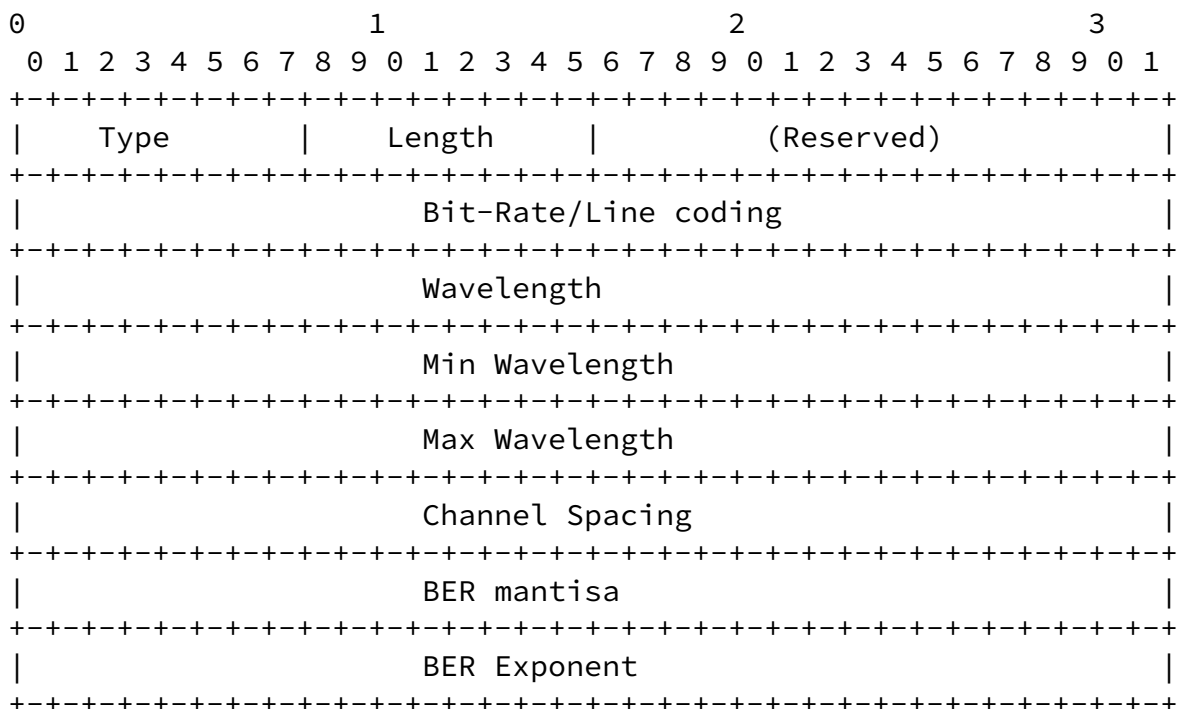 0                   1                   2                   3
 0 1 2 3 4 5 6 7 8 9 0 1 2 3 4 5 6 7 8 9 0 1 2 3 4 5 6 7 8 9 0 1
+-+-+-+-+-+-+-+-+-+-+-+-+-+-+-+-+-+-+-+-+-+-+-+-+-+-+-+-+-+-+-+-+
|    Type       |    Length     |         (Reserved)            |
+-+-+-+-+-+-+-+-+-+-+-+-+-+-+-+-+-+-+-+-+-+-+-+-+-+-+-+-+-+-+-+-+
|                      Bit-Rate/Line coding                     |
+-+-+-+-+-+-+-+-+-+-+-+-+-+-+-+-+-+-+-+-+-+-+-+-+-+-+-+-+-+-+-+-+
|                      Wavelength                               |
+-+-+-+-+-+-+-+-+-+-+-+-+-+-+-+-+-+-+-+-+-+-+-+-+-+-+-+-+-+-+-+-+
|                      Min Wavelength                           |
+-+-+-+-+-+-+-+-+-+-+-+-+-+-+-+-+-+-+-+-+-+-+-+-+-+-+-+-+-+-+-+-+
|                      Max Wavelength                           |
+-+-+-+-+-+-+-+-+-+-+-+-+-+-+-+-+-+-+-+-+-+-+-+-+-+-+-+-+-+-+-+-+
|                      Channel Spacing                          |
+-+-+-+-+-+-+-+-+-+-+-+-+-+-+-+-+-+-+-+-+-+-+-+-+-+-+-+-+-+-+-+-+
|                      BER mantisa                              |
+-+-+-+-+-+-+-+-+-+-+-+-+-+-+-+-+-+-+-+-+-+-+-+-+-+-+-+-+-+-+-+-+
|                      BER Exponent                             |
+-+-+-+-+-+-+-+-+-+-+-+-+-+-+-+-+-+-+-+-+-+-+-+-+-+-+-+-+-+-+-+-+